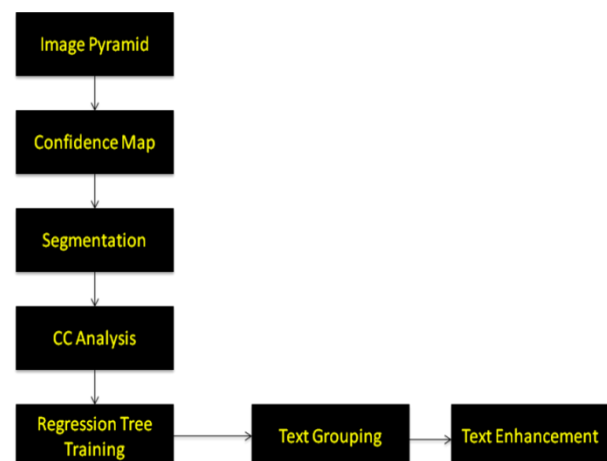 Image Pyramid
Confidence Map
Segmentation
CC Analysis
Regression Tree
Training
Text Grouping
Text Enhancement